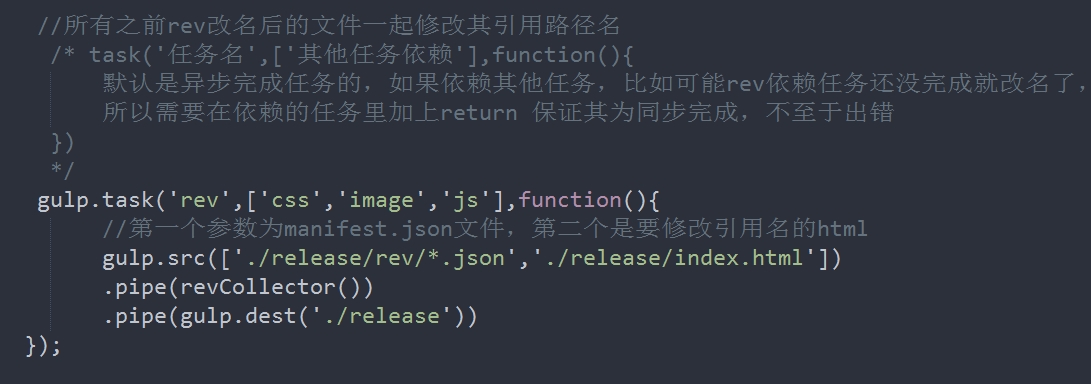 //所有之前rev改名后的文件一起修改其引用路径名
/* task('任务名',['其他任务依赖'],function(){
默认是异步完成任务的，如果依赖其他任务，比如可能rev依赖任务还没完成就改名了，
所以需要在依赖的任务里加上return 保证其为同步完成，不至于出错
})
*/
gulp.task('rev',['css','image','js'],function(){
//第一个参数为manifest.json文件，第二个是要修改引用名的html
gulp.src(['./release/rev/*.json','./release/index.html'])
.pipe(revCollector())
.pipe(gulp.dest('./release'))
});